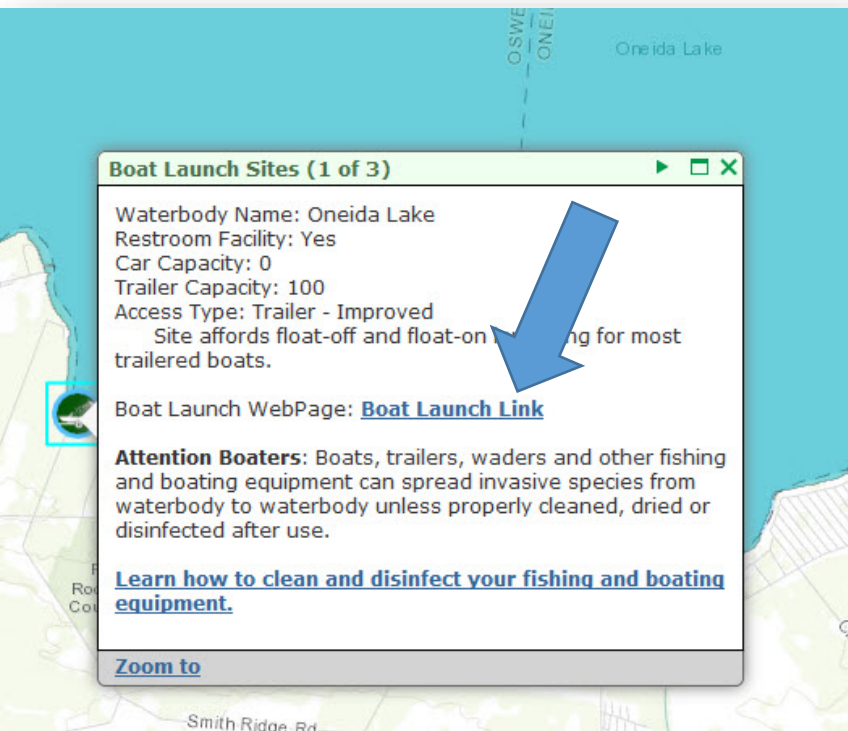 OSWE
ONEI
Oneida Lake
Boat Launch Sites (1 of 3)
Waterbody Name: Oneida Lake
Restroom Facility: Yes
Car Capacity: 0
Trailer Capacity: 100
Access Type: Trailer - Improved
Site affords float-off and float-on ng for most
trailered boats.
Boat Launch WebPage: Boat Launch Link
Attention Boaters: Boats, trailers, waders and other fishing
and boating equipment can spread invasive species from
waterbody to waterbody unless properly cleaned, dried or
disinfected after use.
Learn how to clean and disinfect your fishing and boating
equipment.
Zoom to
Smith Ridge Rd